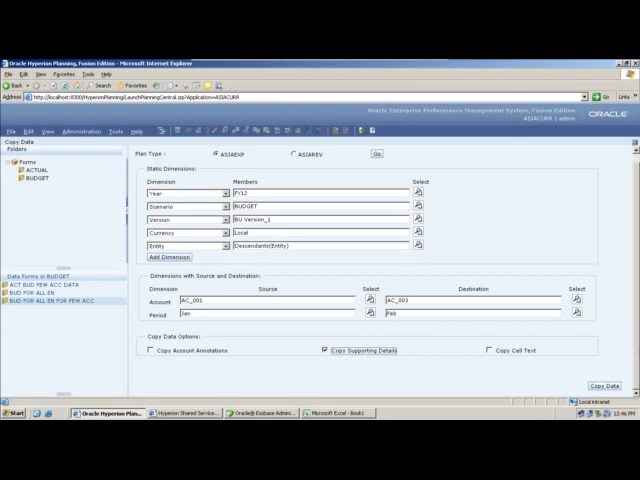 Oracle Hyperion Planning, Fusion Edition - Microsoft Internet Explorer
File Edit View Favorites Tools Help
Back Search Favorites
Address http://localhost:8300/HyperionPlanning/LaunchPlanningCentral.jsp?Application=ASIACURR Go Links
Oracle Enterprise Performance Management System, Fusion Edition
ORACLE
ASIACURR | admin
File Edit View Administration Tools Help
Copy Data
Folders
Forms
ACTUAL
BUDGET
Data Forms in BUDGET
ACT BUD FEW ACC DATA
BUD FOR ALL EN
BUD FOR ALL EN FOR FEW ACC
Plan Type : ASIAEXP ASIAREV Go
Static Dimensions:
Dimension Members Select
Year FY12
Scenario BUDGET
Version BU Version_1
Currency Local
Entity Descendants(Entity)
Add Dimension
Dimensions with Source and Destination:
Dimension Source Select Destination Select
Account AC_001 AC_003
Period Jan Feb
Copy Data Options:
Copy Account Annotations Copy Supporting Details Copy Cell Text
Copy Data
Local intranet
Start Oracle Hyperion Plan... Hyperion Shared Service... Oracle® Essbase Admini... Microsoft Excel - Book1 12:46 PM